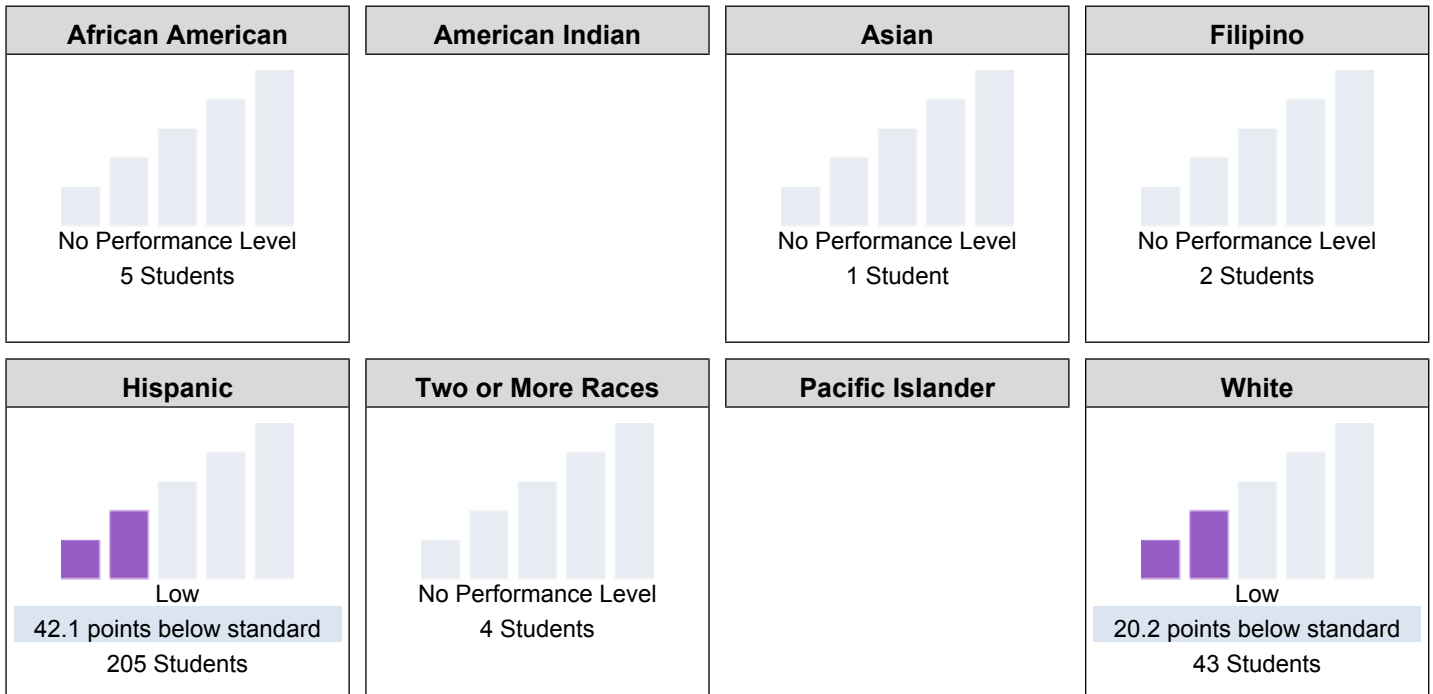 African American
American Indian
Asian
Filipino
No Performance Level
5 Students
No Performance Level
1 Student
No Performance Level
2 Students
Hispanic
Two or More Races
Pacific Islander
White
Low
42.1 points below standard
205 Students
No Performance Level
4 Students
Low
20.2 points below standard
43 Students